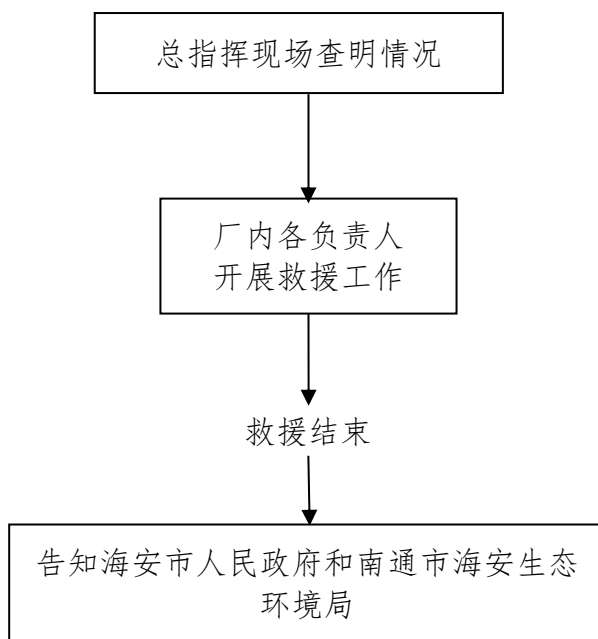 总指挥现场查明情况
厂内各负责人
开展救援工作
救援结束
告知海安市人民政府和南通市海安生态
环境局